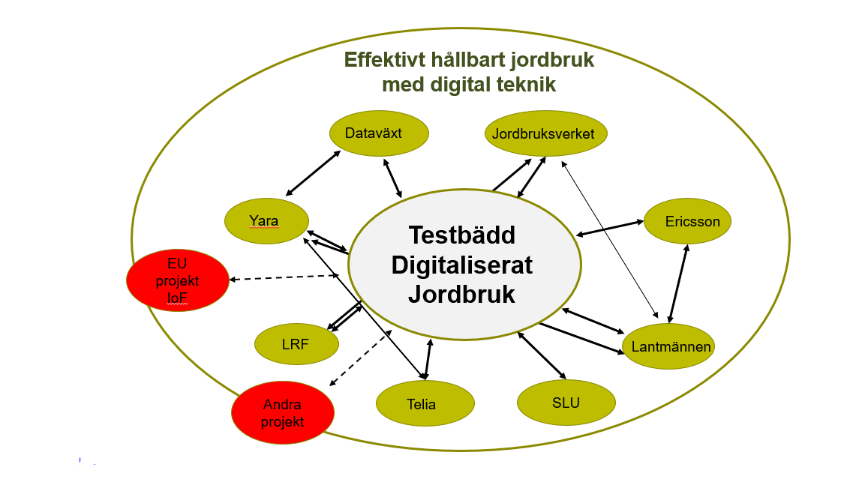 Effektivt hållbart jordbruk
med digital teknik
Dataväxt
Jordbruksverket
Yara
Ericsson
Testbädd
Digitaliserat
Jordbruk
EU
projekt
IoF
LRF
Lantmännen
Andra
projekt
Telia
SLU